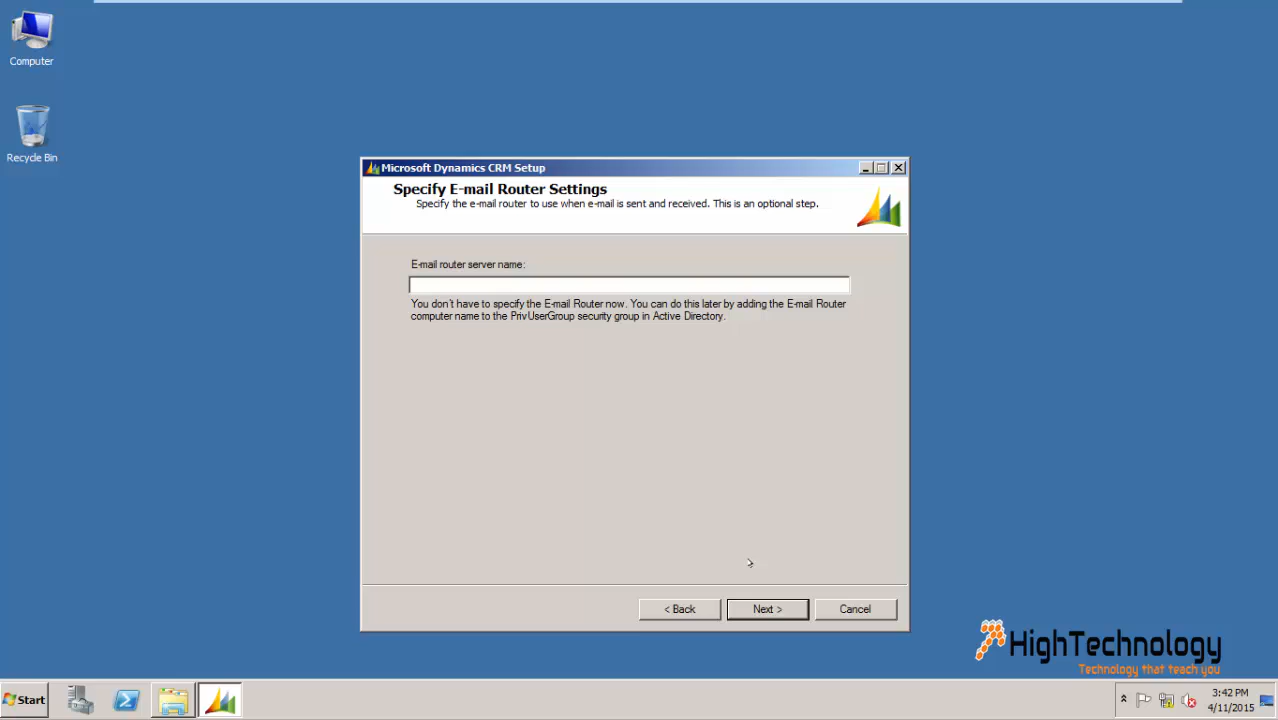 Computer
Recycle Bin
Microsoft Dynamics CRM Setup
Specify E-mail Router Settings
Specify the e-mail router to use when e-mail is sent and received. This is an optional step.
E-mail router server name:
You don't have to specify the E-mail Router now. You can do this later by adding the E-mail Router
computer name to the PrivUserGroup security group in Active Directory.
< Back
Next >
Cancel
HighTechnology
Technology that teach you
Start
3:42 PM
4/11/2015